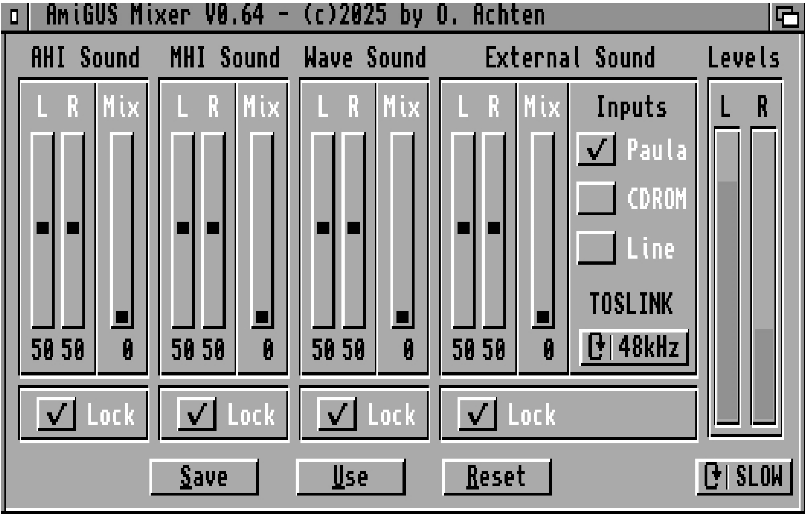 AmiGUS Mixer V0.64 - (c)2025 by O. Achten
AHI Sound MHI Sound Wave Sound External Sound Levels
L R Mix L R Mix L R Mix L R Mix Inputs L R
Paula
CDROM
Line
TOSLINK
50 50 0 50 50 0 50 50 0 50 50 0 48kHz
Lock Lock Lock Lock
Save Use Reset SLOW